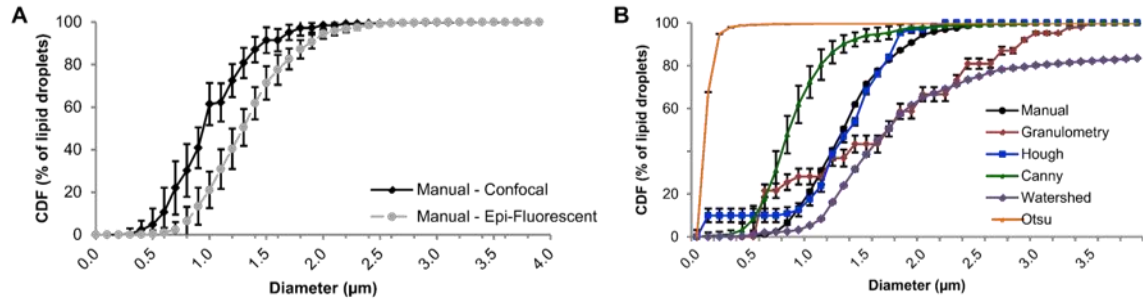 A
CDF (% of lipid droplets)
100
80
60
40
20
0
Manual - Confocal
Manual - Epi-Fluorescent
0.0
0.5
1.0
1.5
2.0
2.5
3.0
3.5
4.0
Diameter (µm)
B
CDF (% of lipid droplets)
100
80
60
20
0
Manual
Granulometry
Hough
Canny
Watershed
Otsu
0.0
0.5
1.0
1.5
2.0
2.5
3.0
3.5
Diameter (µm)